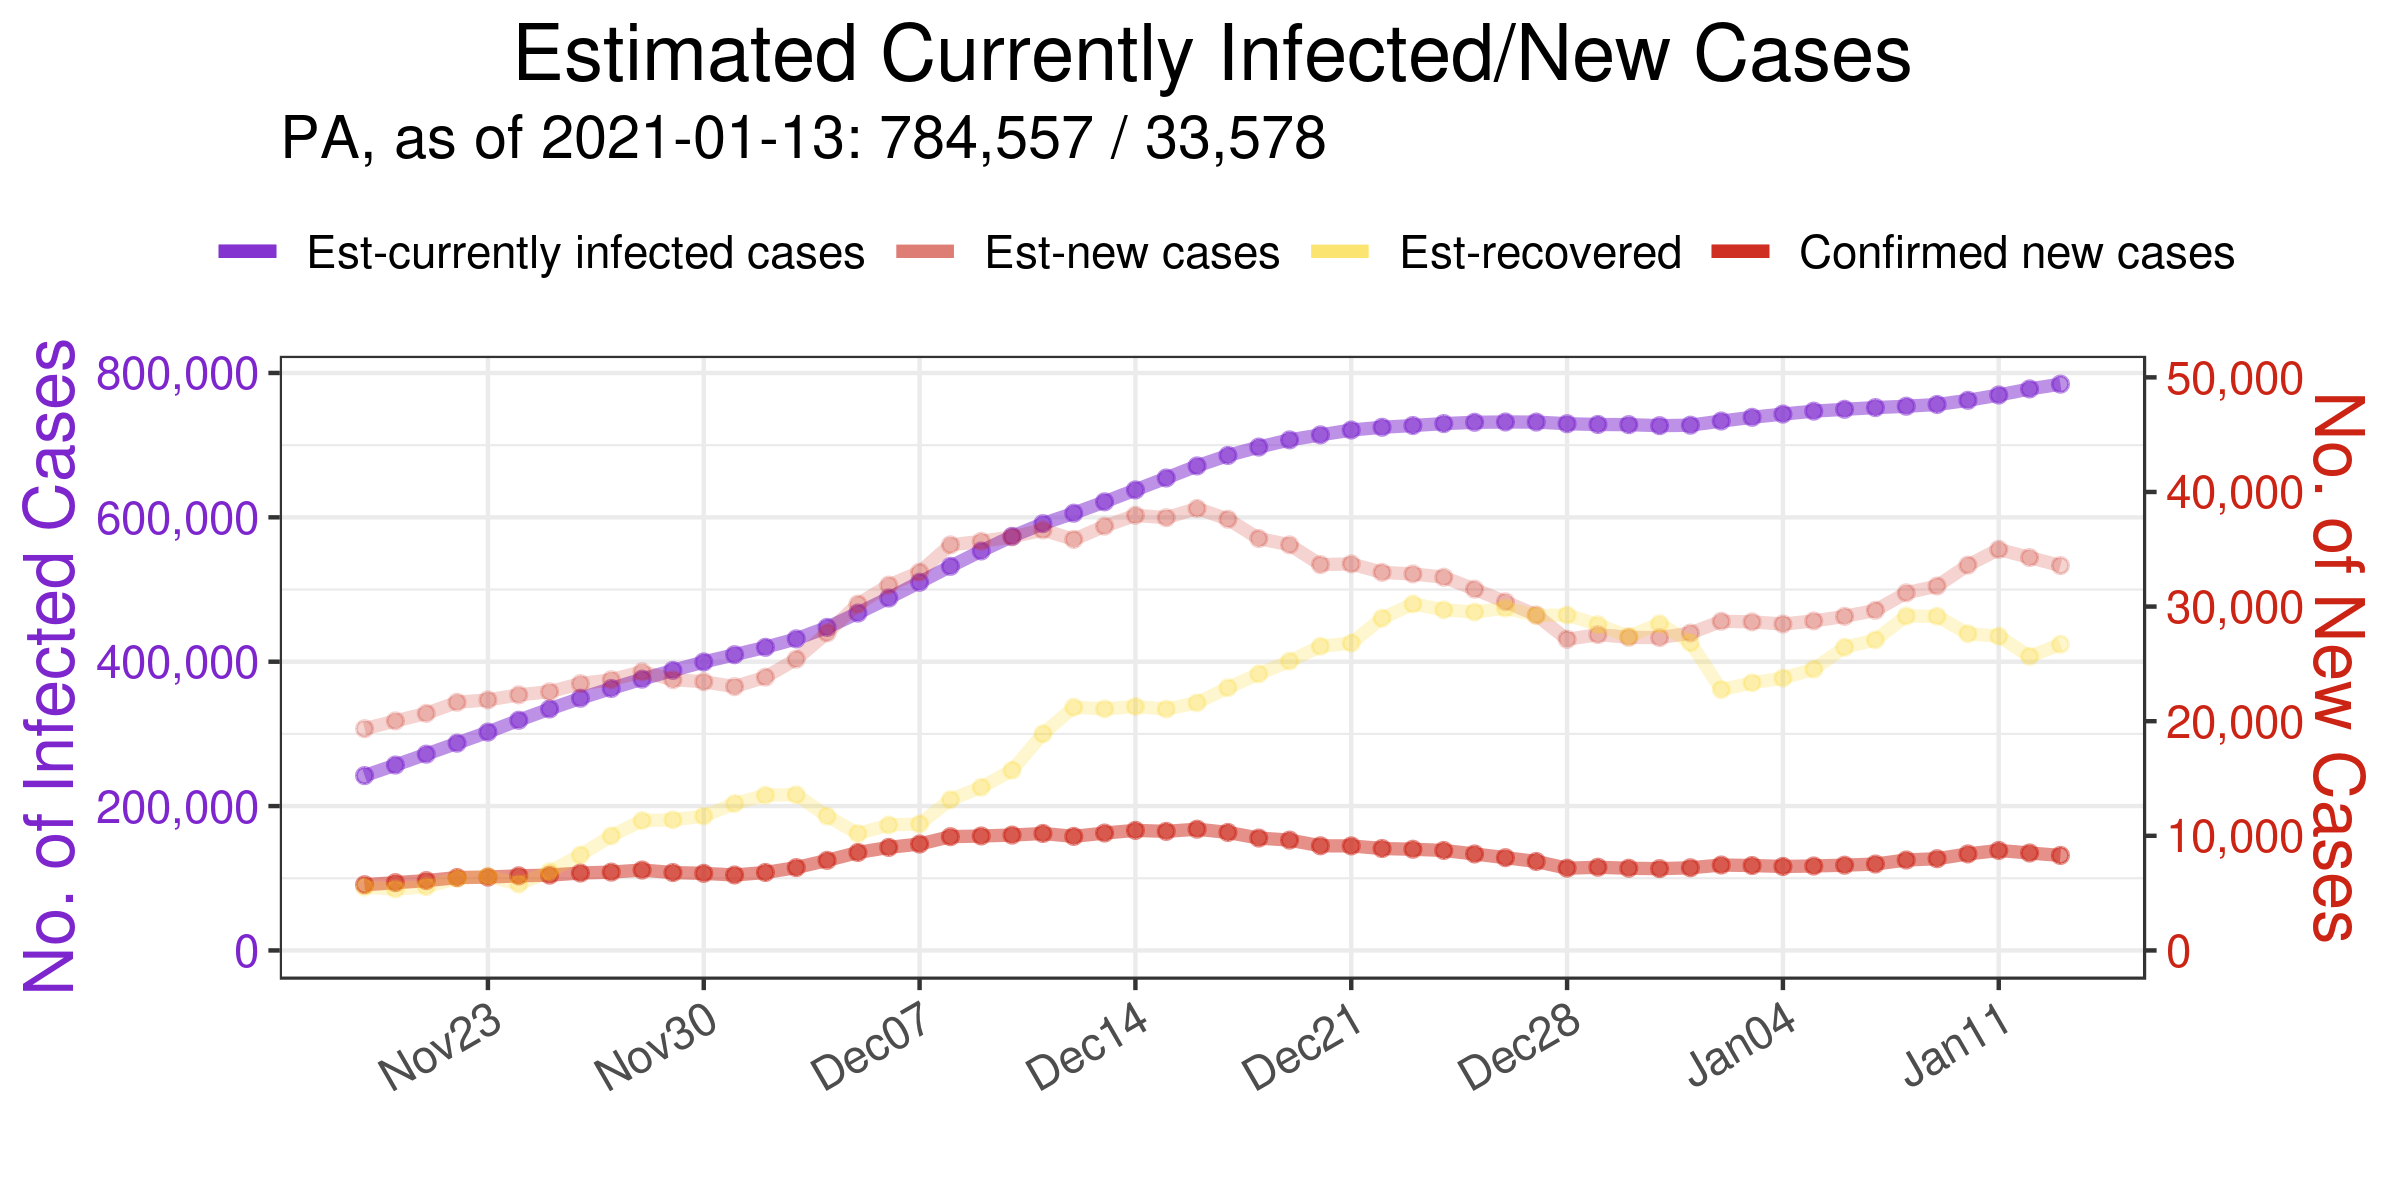 Estimated Currently Infected/New Cases
PA, as of 2021-01-13: 784,557 / 33,578
Est-currently infected cases Est-new cases Est-recovered Confirmed new cases
No. of Infected Cases
800,000
600,000
400,000
200,000
0
50,000
40,000
30,000
20,000
10,000
0
No. of New Cases
Nov23 Nov30 Dec07 Dec14 Dec21 Dec28 Jan04 Jan11